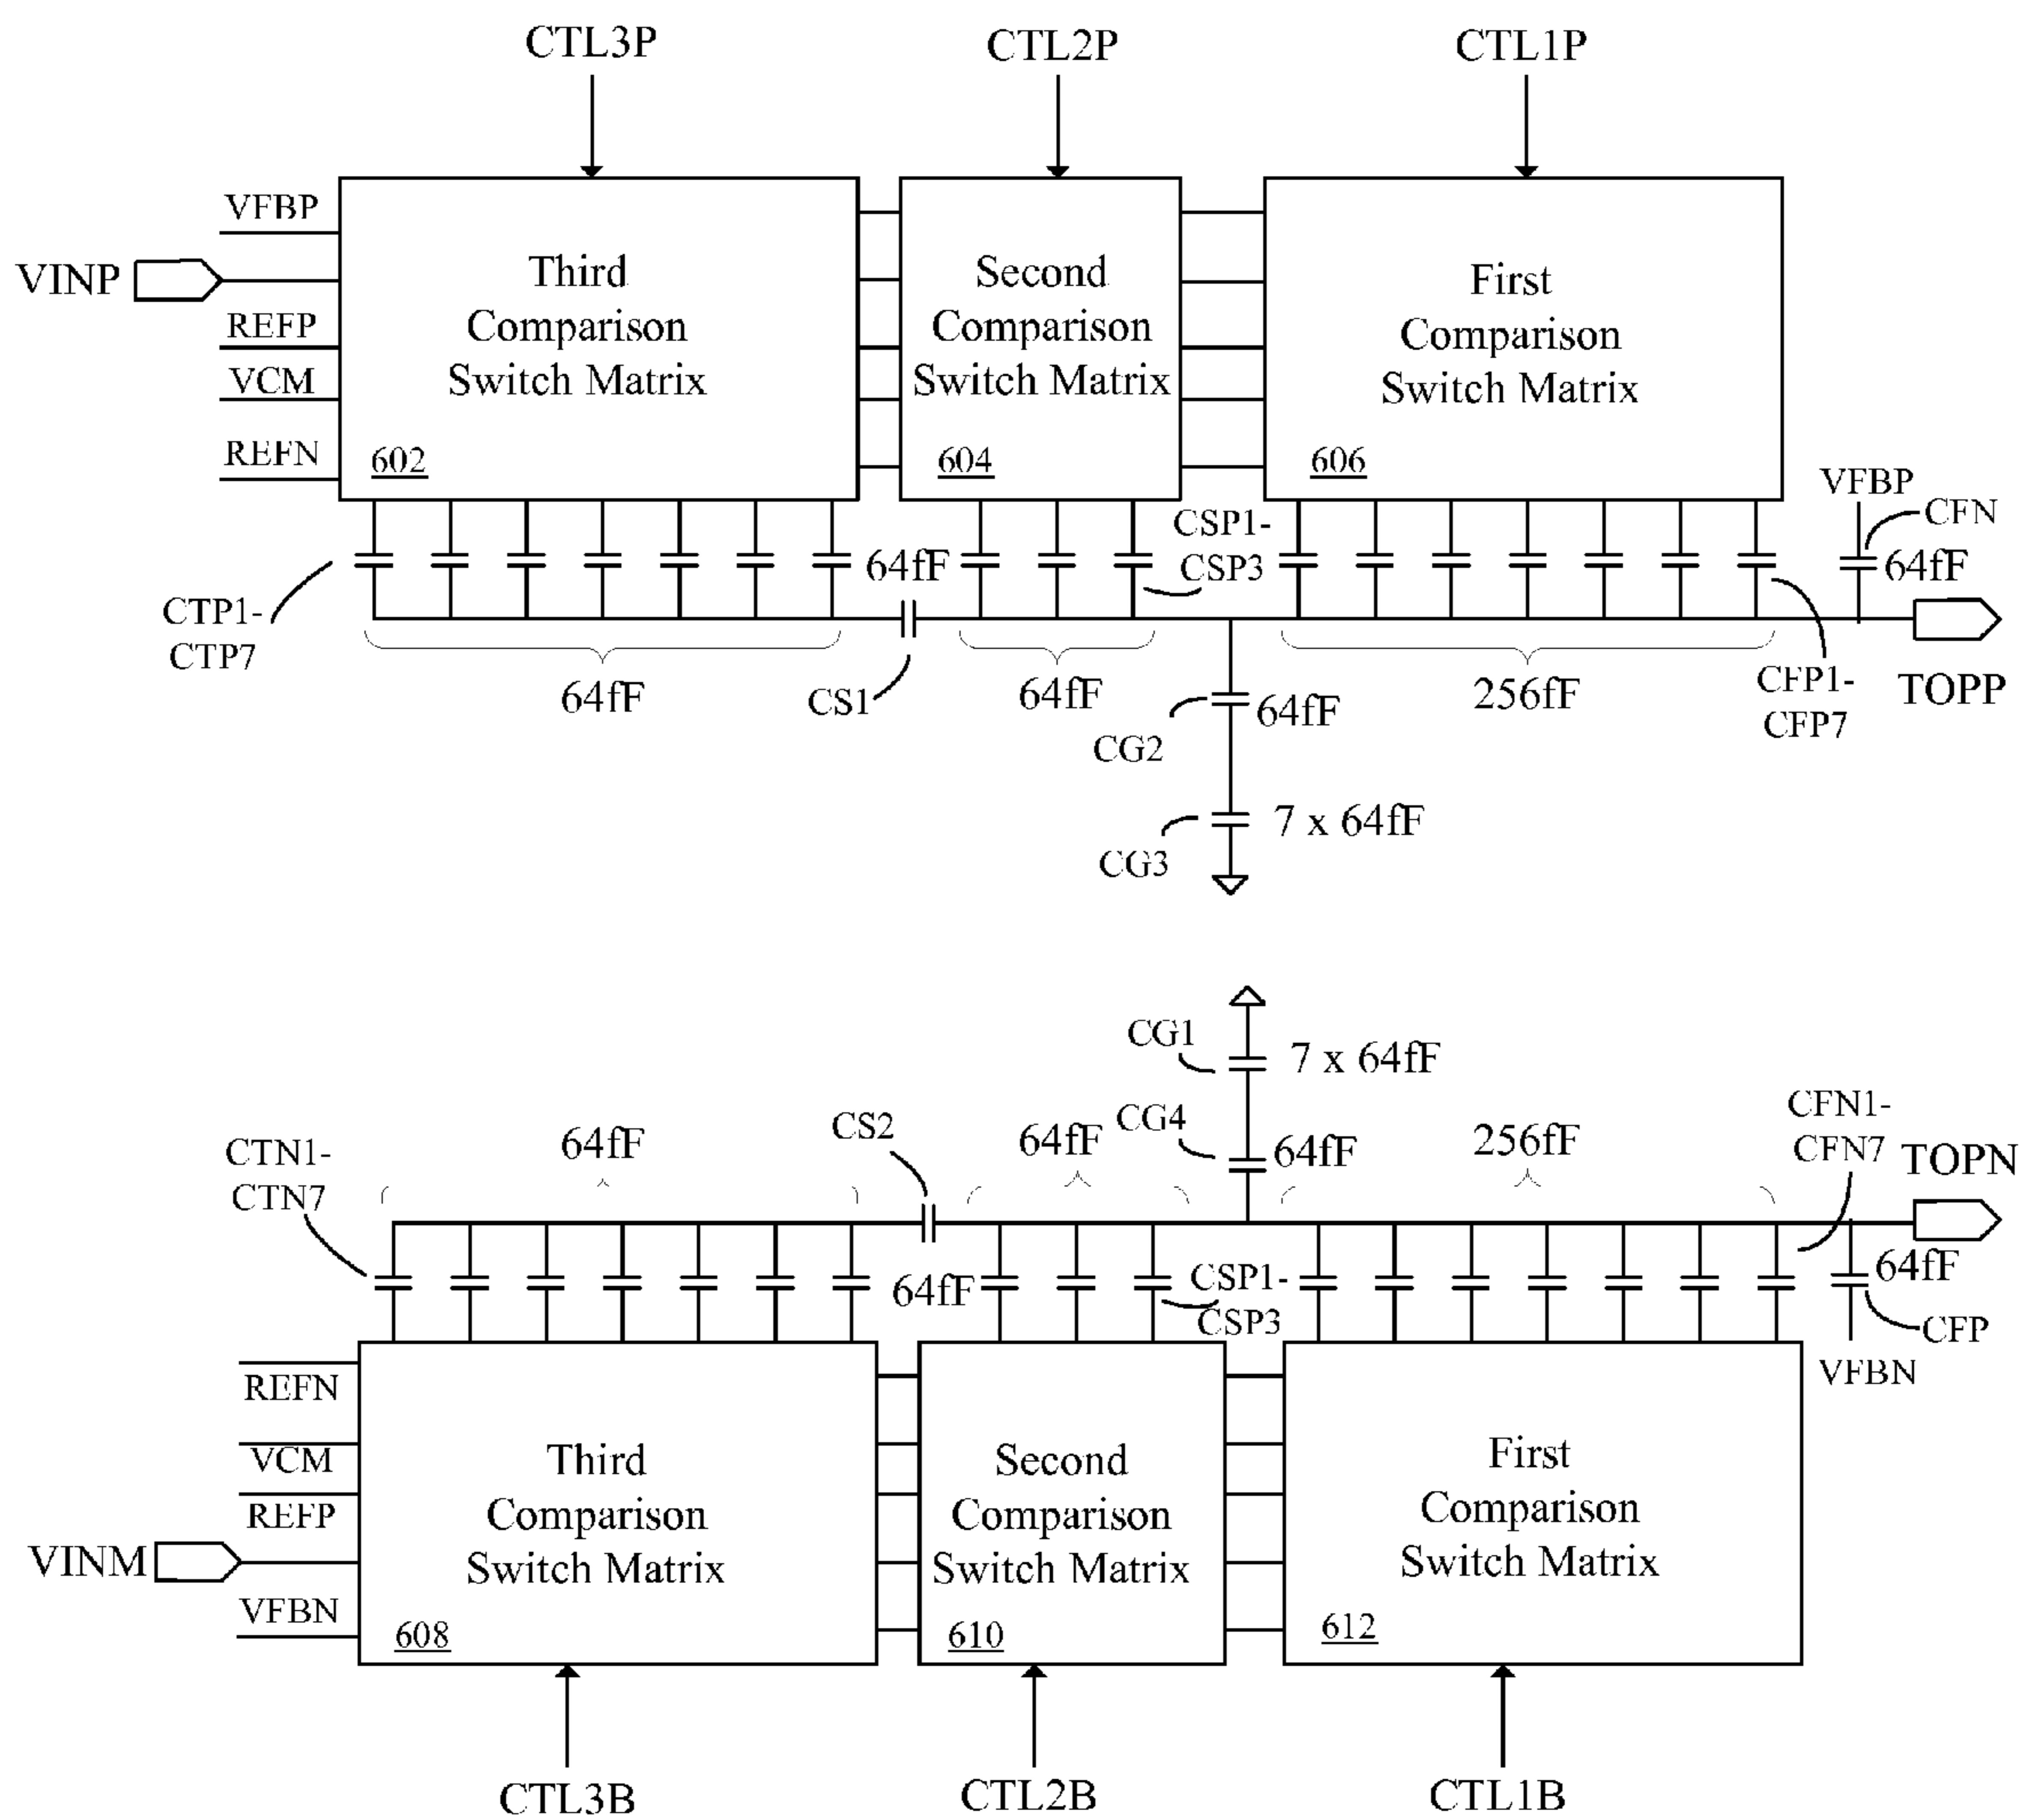 CTL3P
CTL2P
CTL1P
VFBP
VINP
REFP
VCM
REFN
Third
Comparison
Switch Matrix
602
Second
Comparison
Switch Matrix
604
First
Comparison
Switch Matrix
606
VFBP
CFN
64fF
CTP1-
CTP7
64fF
CSP1-
CSP3
64fF
CS1
64fF
256fF
CFP1-
CFP7
TOPP
CG2
64fF
CG3
7 x 64fF
CG1
7 x 64fF
CG4
64fF
CTN1-
CTN7
64fF
CS2
64fF
256fF
CFN1-
CFN7
TOPN
64fF
CSP1-
CSP3
64fF
CFP
VFBN
REFN
VCM
REFP
VINM
VFBN
Third
Comparison
Switch Matrix
608
Second
Comparison
Switch Matrix
610
First
Comparison
Switch Matrix
612
CTL3B
CTL2B
CTL1B